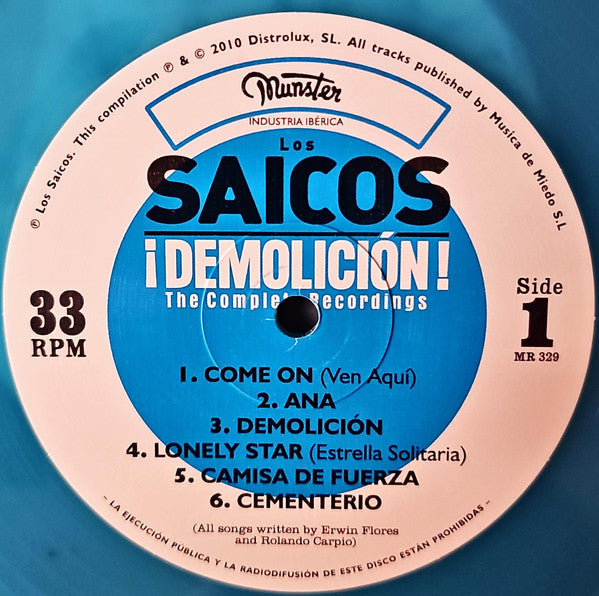 ℗ Los Saicos. This compilation ℗ & © 2010 Distrolux, SL. All tracks published by Musica de Miedo S.L
Munster
INDUSTRIA IBÉRICA
Los
SAICOS
¡DEMOLICIÓN!
The Complete Recordings
33
RPM
Side
1
MR 329
1. COME ON (Ven Aquí)
2. ANA
3. DEMOLICIÓN
4. LONELY STAR (Estrella Solitaria)
5. CAMISA DE FUERZA
6. CEMENTERIO
(All songs written by Erwin Flores
and Rolando Carpio)
– LA EJECUCIÓN PÚBLICA Y LA RADIODIFUSIÓN DE ESTE DISCO ESTÁN PROHIBIDAS –